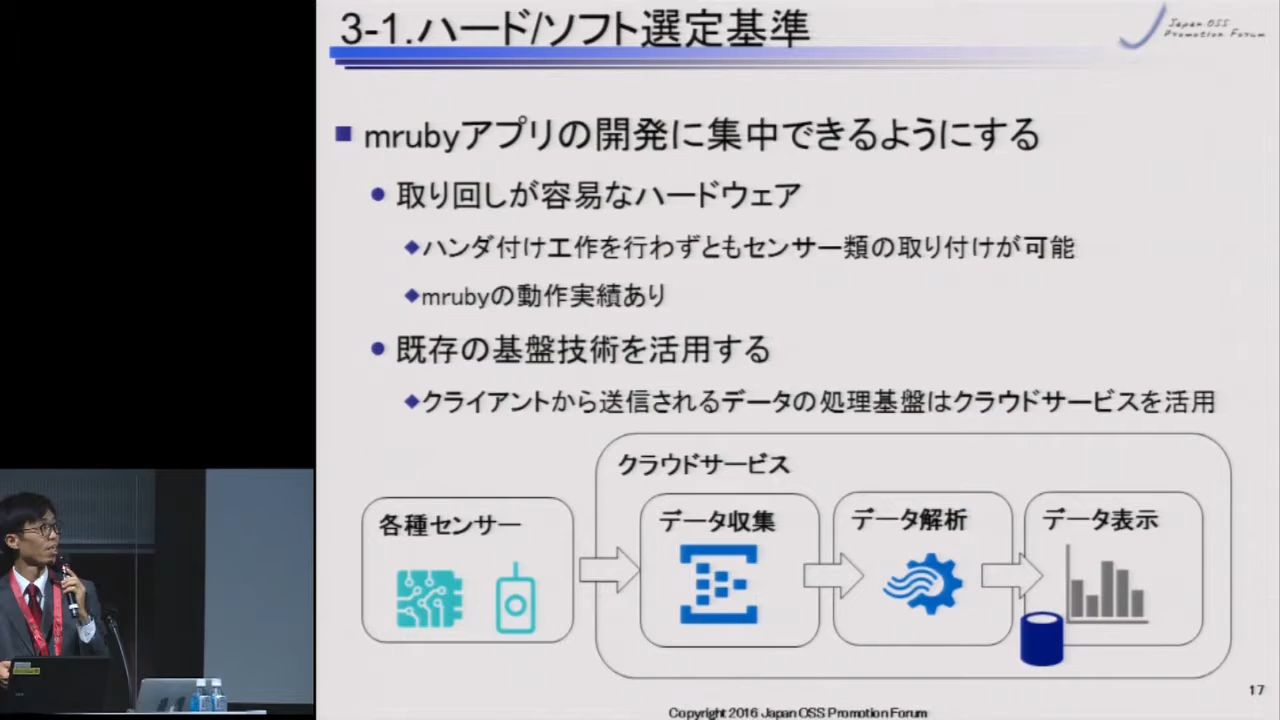 3-1.ハード/ソフト選定基準
Japan OSS
Promotion Forum
mrubyアプリの開発に集中できるようにする
取り回しが容易なハードウェア
ハンダ付け工作を行わずともセンサー類の取り付けが可能
mrubyの動作実績あり
既存の基盤技術を活用する
クライアントから送信されるデータの処理基盤はクラウドサービスを活用
クラウドサービス
各種センサー
データ収集
データ解析
データ表示
17
Copyright 2016 Japan OSS Promotion Forum